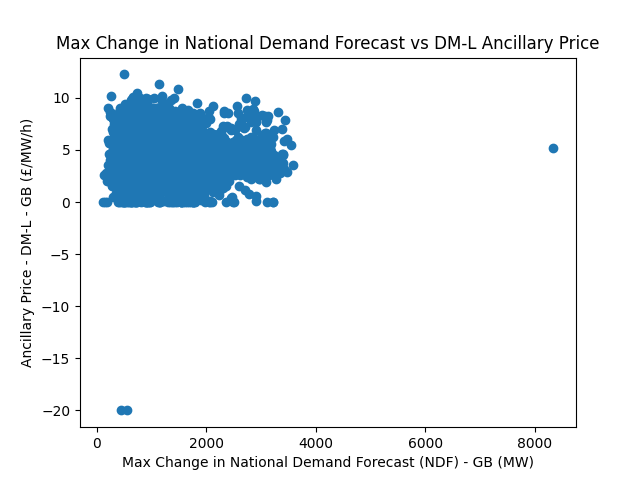 Max Change in National Demand Forecast vs DM-L Ancillary Price
Ancillary Price - DM-L - GB (£/MW/h)
10
5
0
−5
−10
−15
−20
0 2000 4000 6000 8000
Max Change in National Demand Forecast (NDF) - GB (MW)